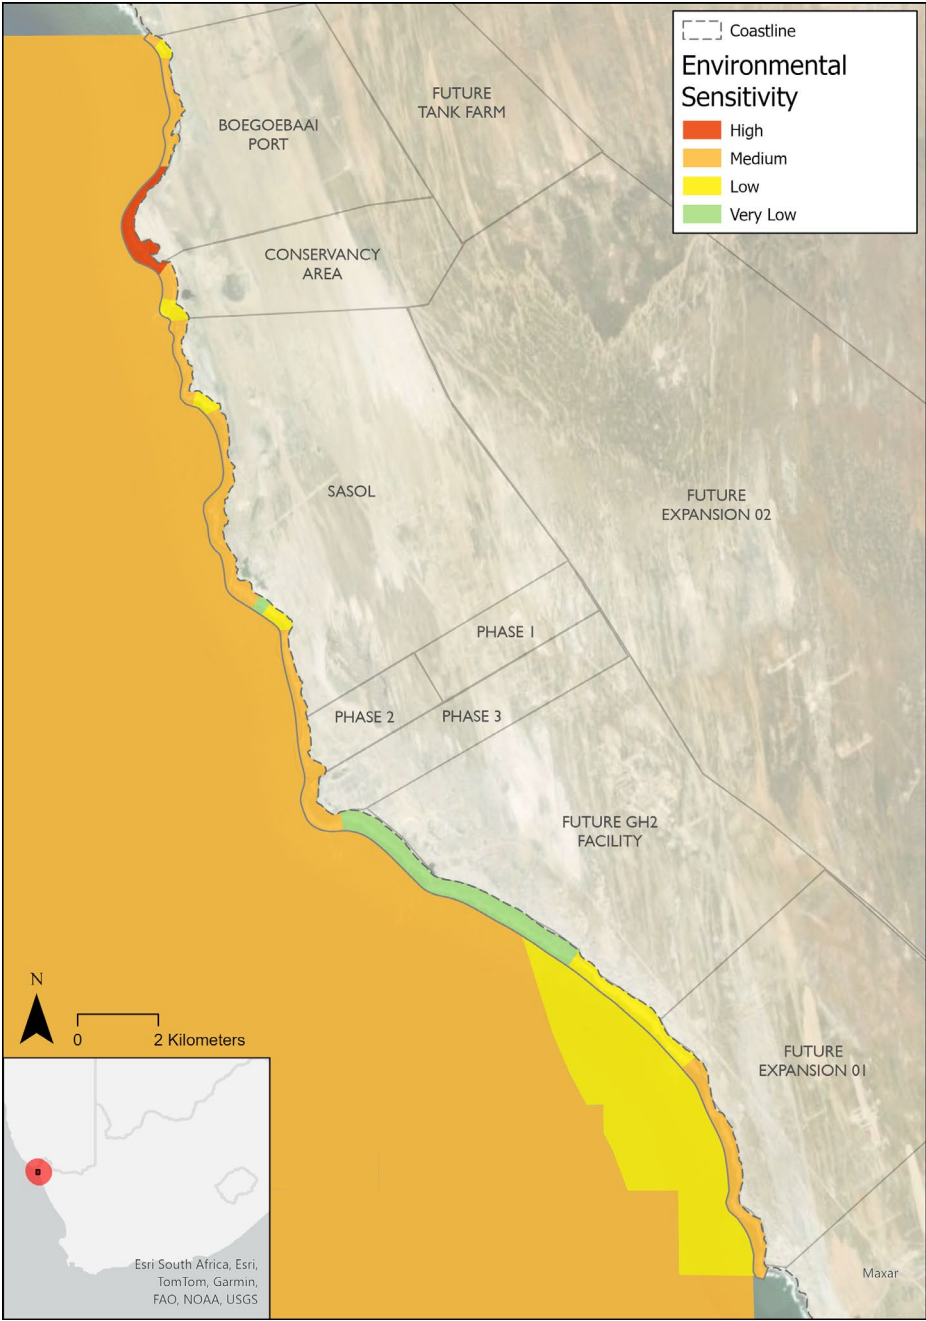 Coastline
Environmental
Sensitivity
High
Medium
Low
Very Low
FUTURE
TANK FARM
BOEGOEBAAI
PORT
CONSERVANCY
AREA
SASOL
FUTURE
EXPANSION 02
PHASE 1
PHASE 2
PHASE 3
FUTURE GH2
FACILITY
FUTURE
EXPANSION 01
N
0
2 Kilometers
Esri South Africa, Esri,
TomTom, Garmin,
FAO, NOAA, USGS
Maxar